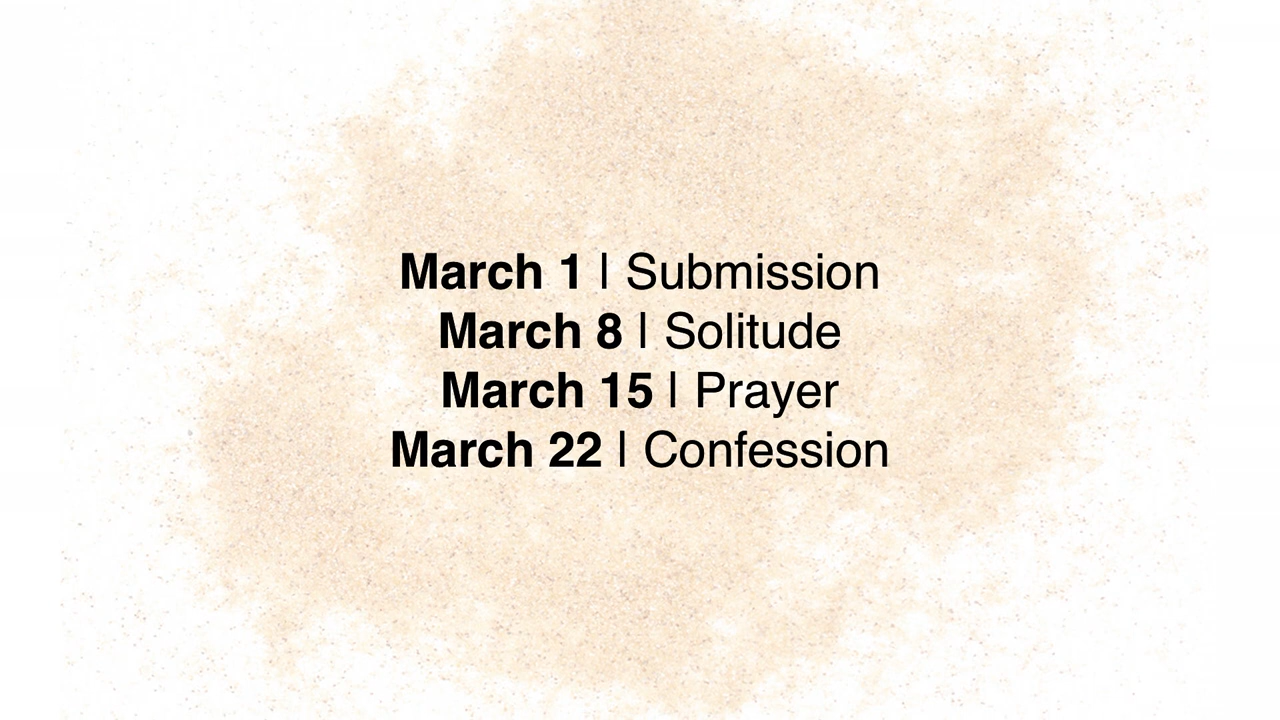 March 1 | Submission
March 8 | Solitude
March 15 | Prayer
March 22 | Confession